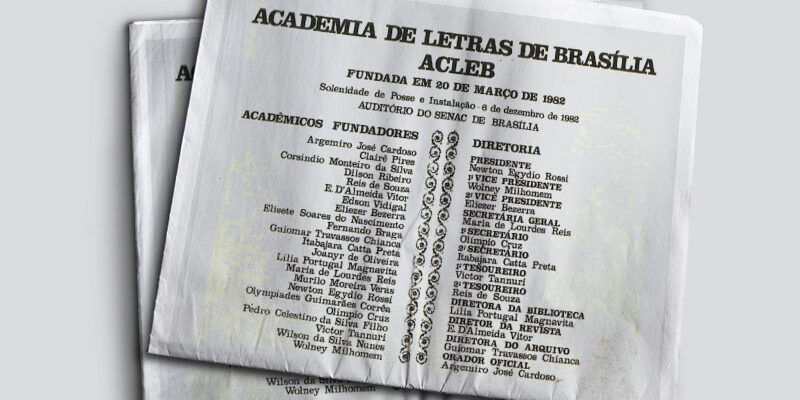 ACADEMIA DE LETRAS DE BRASÍLIA
ACLEB
FUNDADA EM 20 DE MARÇO DE 1982
Solenidade de Posse e Instalação - 6 de dezembro de 1982
AUDITÓRIO DO SENAC DE BRASÍLIA
ACADÊMICOS FUNDADORES
Argemiro José Cardoso
Clairê Pires
Corsíndio Monteiro da Silva
Dilson Ribeiro
Reis de Souza
E. D'Almeida Vitor
Edson Vidigal
Eliezer Bezerra
Elisete Soares do Nascimento
Fernando Braga
Guiomar Travassos Chianca
Itabajara Catta Preta
Joanyr de Oliveira
Lilia Portugal Magnavita
Maria de Lourdes Reis
Murilo Moreira Veras
Newton Egydio Rossi
Olympiades Guimarães Corrêa
Olímpio Cruz
Pedro Celestino da Silva Filho
Victor Tannuri
Wilson da Silva Nunes
Wolney Milhomem
DIRETORIA
PRESIDENTE
Newton Egydio Rossi
1º VICE PRESIDENTE
Wolney Milhomem
2º VICE PRESIDENTE
Eliezer Bezerra
SECRETÁRIA GERAL
Maria de Lourdes Reis
1º SECRETÁRIO
Olímpio Cruz
2º SECRETÁRIO
Itabajara Catta Preta
1º TESOUREIRO
Victor Tannuri
2º TESOUREIRO
Reis de Souza
DIRETORA DA BIBLIOTECA
Lilia Portugal Magnavita
DIRETOR DA REVISTA
E. D'Almeida Vitor
DIRETORA DO ARQUIVO
Guiomar Travassos Chianca
ORADOR OFICIAL
Argemiro José Cardoso
A
Wilson da Silva
Wolney Milhomem